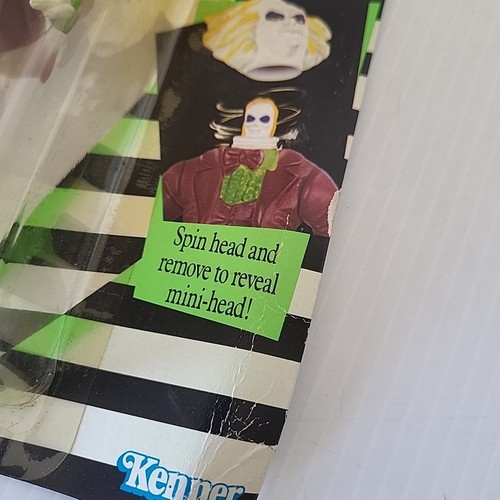 Spin head and
remove to reveal
mini-head!
Kenner